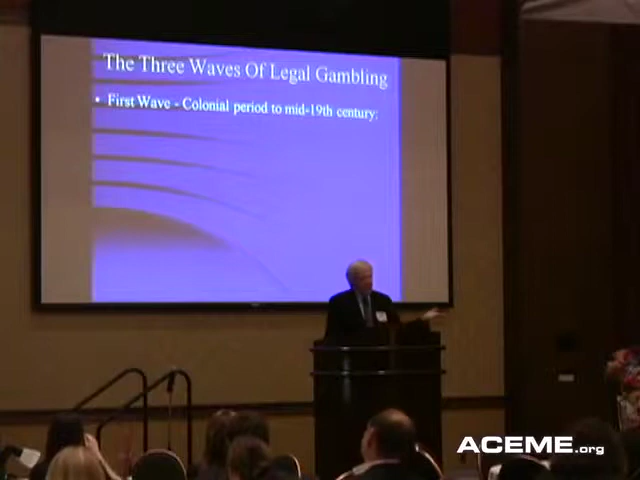 The Three Waves Of Legal Gambling
• First Wave - Colonial period to mid-19th century:
ACEME.org